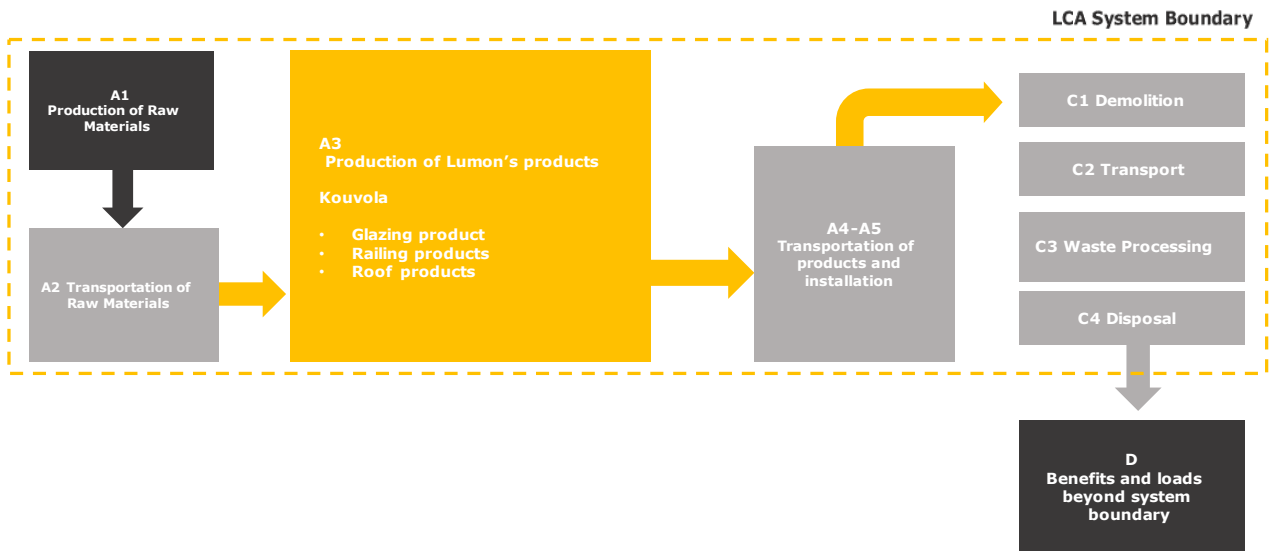 LCA System Boundary
A1
Production of Raw
Materials
A2 Transportation of
Raw Materials
A3
Production of Lumon's products
Kouvola
• Glazing product
• Railing products
• Roof products
A4-A5
Transportation of
products and
installation
C1 Demolition
C2 Transport
C3 Waste Processing
C4 Disposal
D
Benefits and loads
beyond system
boundary